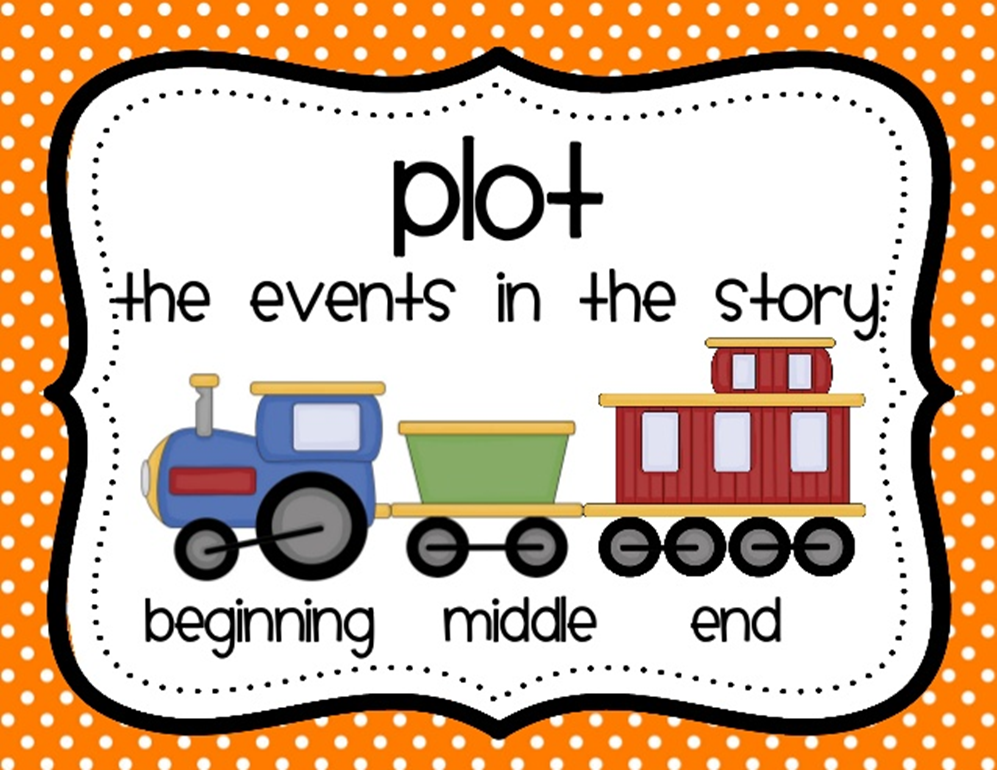 plot
the events in the story
beginning middle end